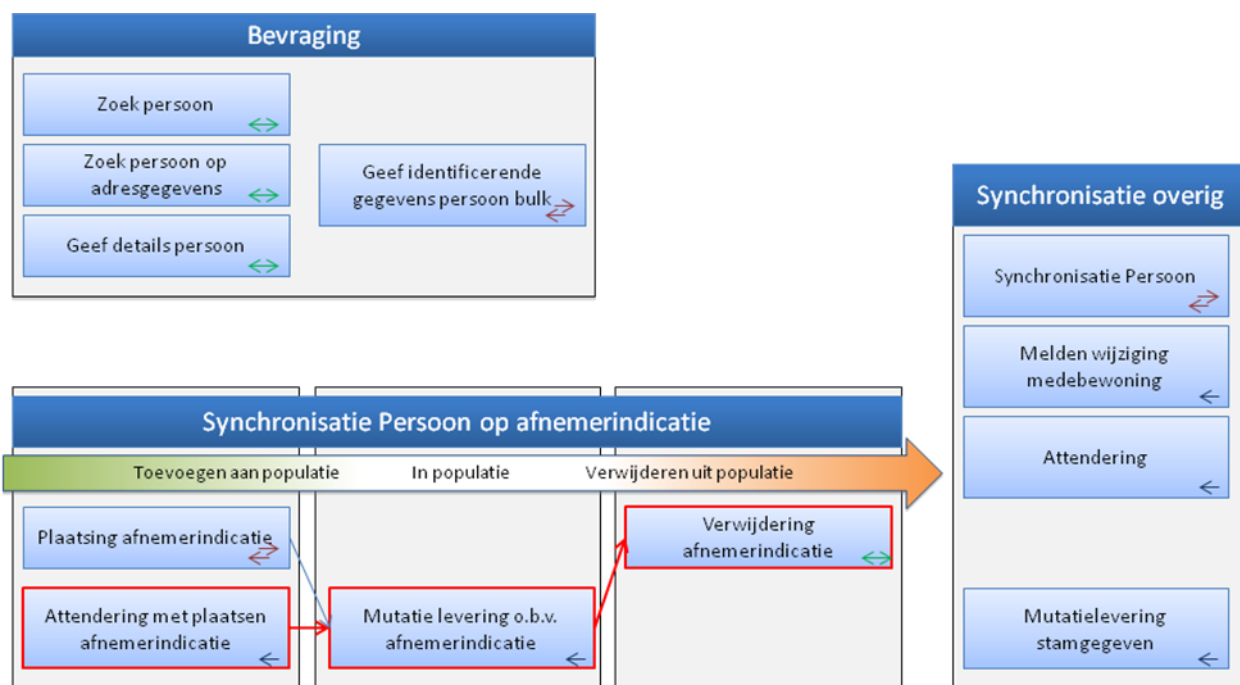 Bevraging
Zoek persoon
Zoek persoon op
adresgegevens
Geef details persoon
Geef identificerende
gegevens persoon bulk
Synchronisatie overig
Synchronisatie Persoon
Melden wijziging
medebewoning
Attendering
Mutatielevering
stamgegeven
Synchronisatie Persoon op afnemerindicatie
Toevoegen aan populatie
In populatie
Verwijderen uit populatie
Plaatsing afnemerindicatie
Attendering met plaatsen
afnemerindicatie
Mutatie levering o.b.v.
afnemerindicatie
Verwijdering
afnemerindicatie